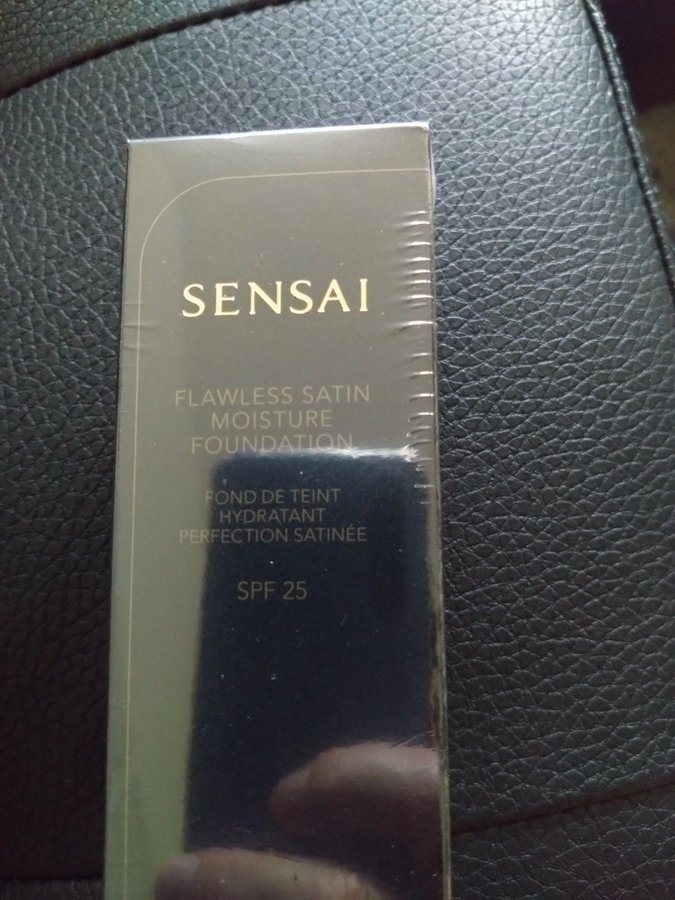 SENSAI
FLAWLESS SATIN
MOISTURE
FOUNDATION
FOND DE TEINT
HYDRATANT
PERFECTION SATINÉE
SPF 25